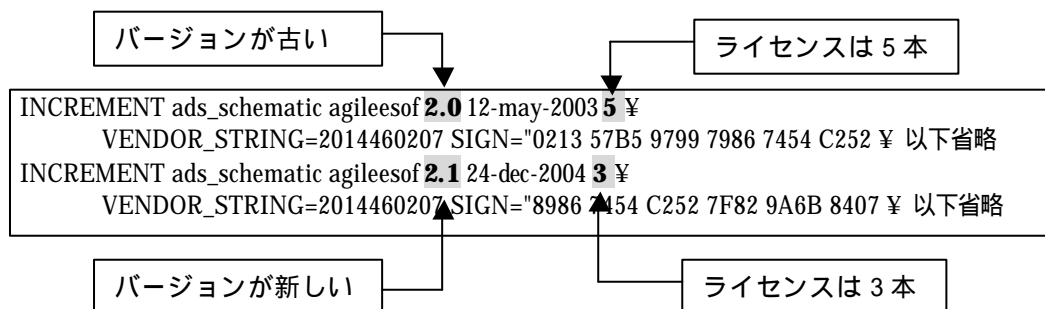 バージョンが古い
ライセンスは 5 本
INCREMENT ads_schematic agileesof 2.0 12-may-2003 5 ¥
VENDOR_STRING=2014460207 SIGN="0213 57B5 9799 7986 7454 C252 ¥ 以下省略
INCREMENT ads_schematic agileesof 2.1 24-dec-2004 3 ¥
VENDOR_STRING=2014460207 SIGN="8986 7454 C252 7F82 9A6B 8407 ¥ 以下省略
バージョンが新しい
ライセンスは 3 本